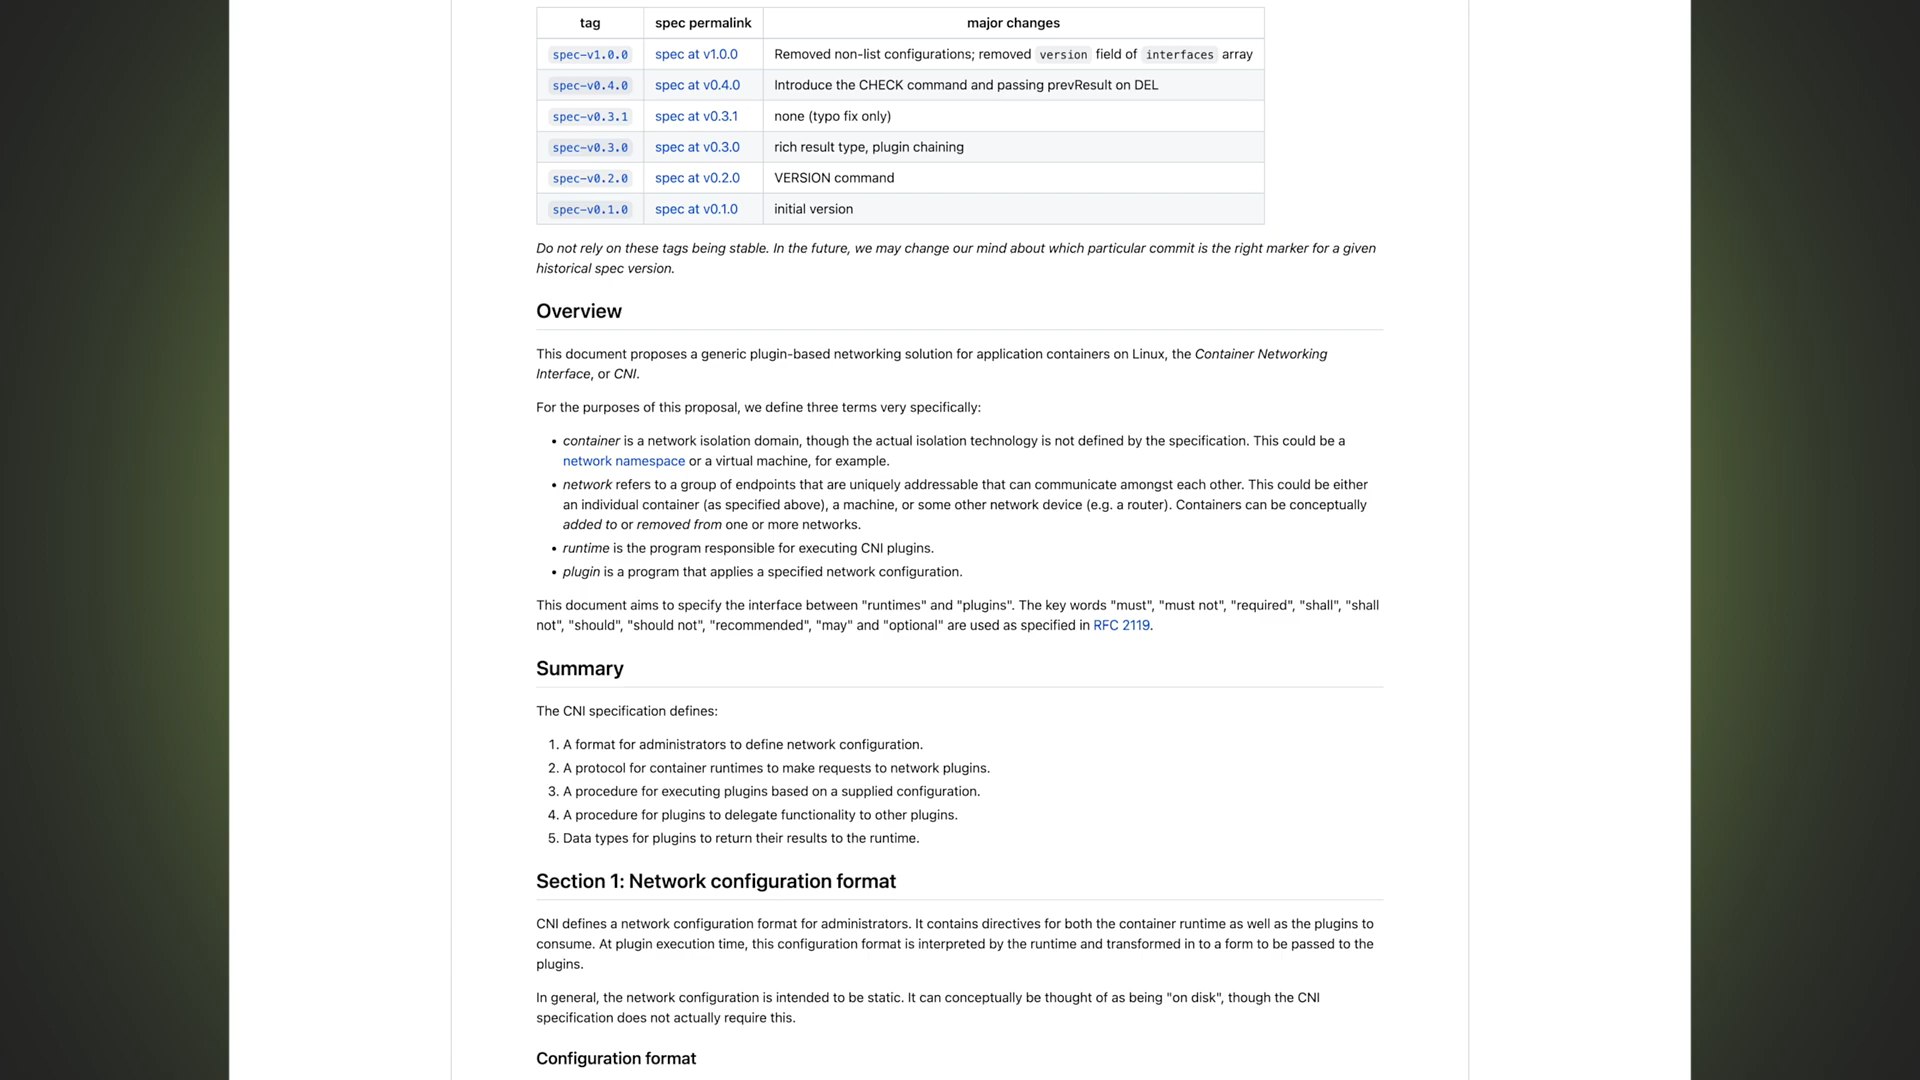 tag spec permalink major changes
spec-v1.0.0 spec at v1.0.0 Removed non-list configurations; removed version field of interfaces array
spec-v0.4.0 spec at v0.4.0 Introduce the CHECK command and passing prevResult on DEL
spec-v0.3.1 spec at v0.3.1 none (typo fix only)
spec-v0.3.0 spec at v0.3.0 rich result type, plugin chaining
spec-v0.2.0 spec at v0.2.0 VERSION command
spec-v0.1.0 spec at v0.1.0 initial version
Do not rely on these tags being stable. In the future, we may change our mind about which particular commit is the right marker for a given
historical spec version.
Overview
This document proposes a generic plugin-based networking solution for application containers on Linux, the Container Networking
Interface, or CNI.
For the purposes of this proposal, we define three terms very specifically:
• container is a network isolation domain, though the actual isolation technology is not defined by the specification. This could be a
network namespace or a virtual machine, for example.
• network refers to a group of endpoints that are uniquely addressable that can communicate amongst each other. This could be either
an individual container (as specified above), a machine, or some other network device (e.g. a router). Containers can be conceptually
added to or removed from one or more networks.
• runtime is the program responsible for executing CNI plugins.
• plugin is a program that applies a specified network configuration.
This document aims to specify the interface between "runtimes" and "plugins". The key words "must", "must not", "required", "shall", "shall
not", "should", "should not", "recommended", "may" and "optional" are used as specified in RFC 2119.
Summary
The CNI specification defines:
1. A format for administrators to define network configuration.
2. A protocol for container runtimes to make requests to network plugins.
3. A procedure for executing plugins based on a supplied configuration.
4. A procedure for plugins to delegate functionality to other plugins.
5. Data types for plugins to return their results to the runtime.
Section 1: Network configuration format
CNI defines a network configuration format for administrators. It contains directives for both the container runtime as well as the plugins to
consume. At plugin execution time, this configuration format is interpreted by the runtime and transformed in to a form to be passed to the
plugins.
In general, the network configuration is intended to be static. It can conceptually be thought of as being "on disk", though the CNI
specification does not actually require this.
Configuration format